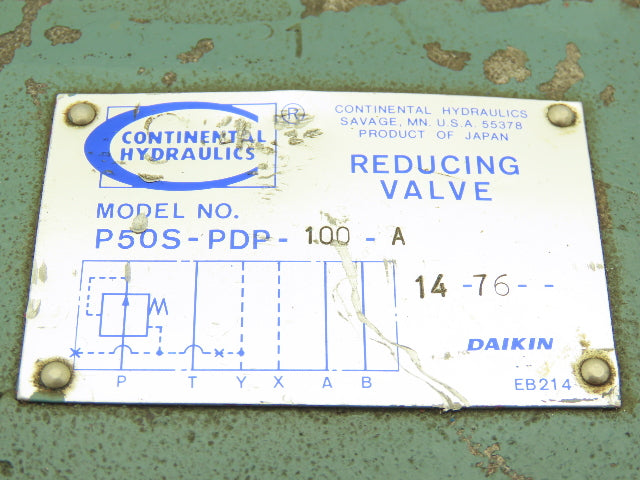 CONTINENTAL
HYDRAULICS
®
CONTINENTAL HYDRAULICS
SAVAGE, MN. U.S.A. 55378
PRODUCT OF JAPAN
REDUCING
VALVE
MODEL NO.
P50S-PDP-100-A
14-76--
P T Y X A B
DAIKIN
EB214